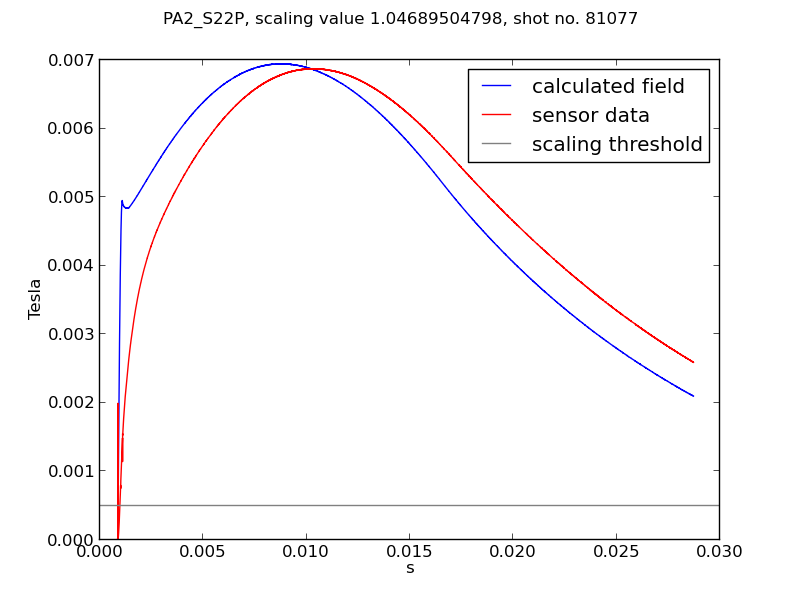 PA2_S22P, scaling value 1.04689504798, shot no. 81077
0.007
0.006
0.005
0.004
0.003
0.002
0.001
0.000
Tesla
calculated field
sensor data
scaling threshold
0.000 0.005 0.010 0.015 0.020 0.025 0.030
s